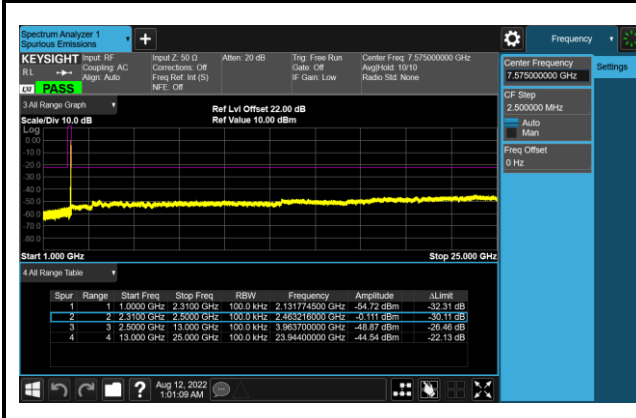 Spectrum Analyzer 1
Spurious Emissions
Frequency
KEYSIGHT
R L
LXI
PASS
Input: RF
Coupling: AC
Align: Auto
Input Z: 50 Ω
Corrections: Off
Freq Ref: Int (S)
NFE: Off
Atten: 20 dB
Trig: Free Run
Gate: Off
IF Gain: Low
Center Freq: 7.575000000 GHz
Avg|Hold: 10/10
Radio Std: None
Center Frequency
7.575000000 GHz
Settings
CF Step
2.500000 MHz
Auto
Man
Freq Offset
0 Hz
3 All Range Graph
Scale/Div 10.0 dB
Ref Lvl Offset 22.00 dB
Ref Value 10.00 dBm
Log
0.00
-10.0
-20.0
-30.0
-40.0
-50.0
-60.0
-70.0
-80.0
Start 1.000 GHz
Stop 25.000 GHz
4 All Range Table
Spur Range Start Freq Stop Freq RBW Frequency Amplitude ΔLimit
1 1 1.0000 GHz 2.3100 GHz 100.0 kHz 2.131774500 GHz -54.72 dBm -32.31 dB
2 2 2.3100 GHz 2.5000 GHz 100.0 kHz 2.463216000 GHz -0.111 dBm -30.11 dB
3 3 2.5000 GHz 13.000 GHz 100.0 kHz 3.963700000 GHz -48.87 dBm -26.46 dB
4 4 13.000 GHz 25.000 GHz 100.0 kHz 23.94400000 GHz -44.54 dBm -22.13 dB
?
Aug 12, 2022
1:01:09 AM